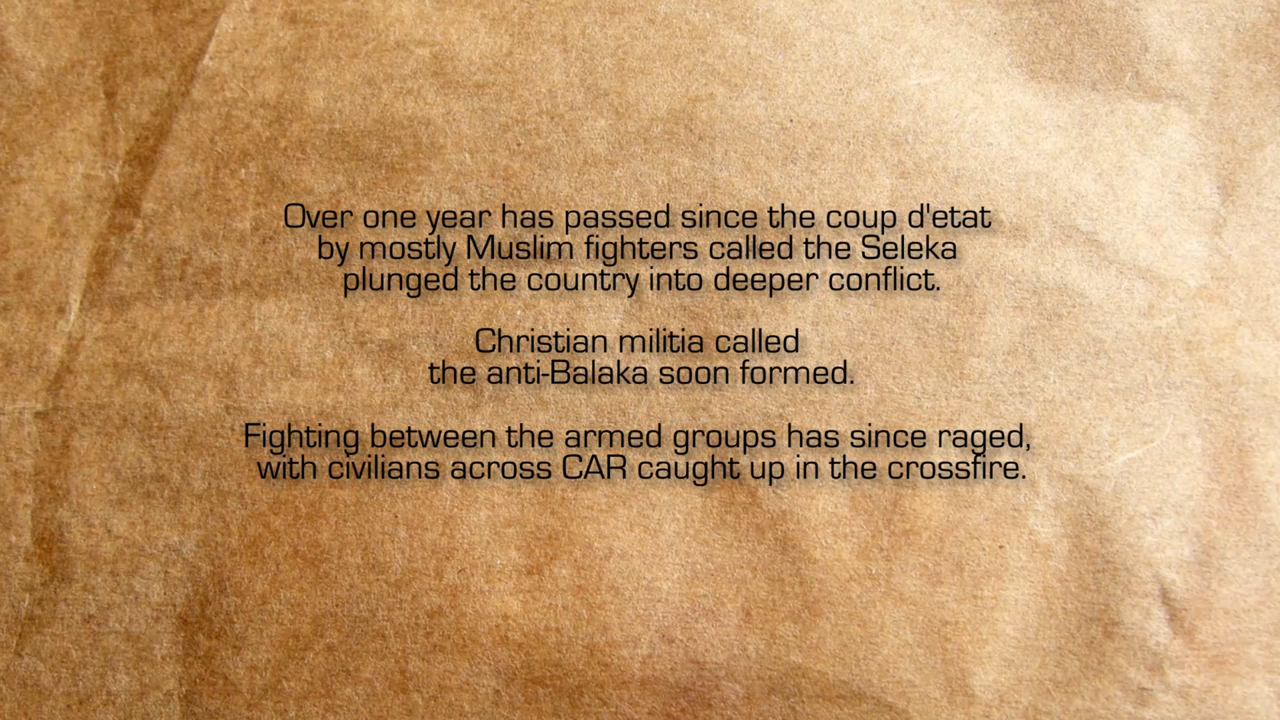 Over one year has passed since the coup d'etat
by mostly Muslim fighters called the Seleka
plunged the country into deeper conflict.
Christian militia called
the anti-Balaka soon formed.
Fighting between the armed groups has since raged,
with civilians across CAR caught up in the crossfire.